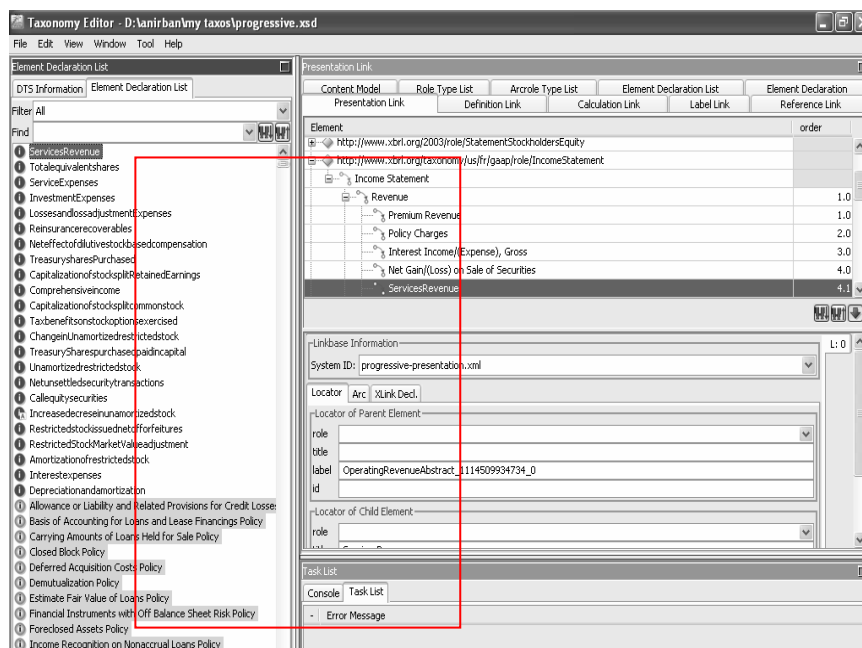 Taxonomy Editor - D:\anirban\my taxos\progressive.xsd
File Edit View Window Tool Help
Element Declaration List
DTS Information Element Declaration List
Filter All
Find
ServicesRevenue
Totalequivalentshares
ServiceExpenses
InvestmentExpenses
LossesandlossadjustmentExpenses
Reinsurancerecoverables
Neteffectofdilutivestockbasedcompensation
TreasurysharesPurchased
CapitalizationofstocksplitRetainedEarnings
Comprehensiveincome
Capitalizationofstocksplitcommonstock
Taxbenefitsonstockoptionsexercised
ChangeinUnamortizedrestrictedstock
TreasurySharespurchasedpaidincapital
Unamortizedrestrictedstock
Netunsettledsecuritytransactions
Callequitysecurities
Increasedecreseinunamortizedstock
Restrictedstockissuednetofforfeitures
RestrictedStockMarketValueadjustment
Amortizationofrestrictedstock
Interestexpenses
Depreciationandamortization
Allowance or Liability and Related Provisions for Credit Losses
Basis of Accounting for Loans and Lease Financings Policy
Carrying Amounts of Loans Held for Sale Policy
Closed Block Policy
Deferred Acquisition Costs Policy
Demutualization Policy
Estimate Fair Value of Loans Policy
Financial Instruments with Off Balance Sheet Risk Policy
Foreclosed Assets Policy
Income Recognition on Nonaccrual Loans Policy
Presentation Link
Content Model Role Type List Arcrole Type List Element Declaration List Element Declaration
Presentation Link Definition Link Calculation Link Label Link Reference Link
Element order
http://www.xbrl.org/2003/role/StatementStockholdersEquity
http://www.xbrl.org/taxonomy/us/fr/gaap/role/IncomeStatement
Income Statement
Revenue 1.0
Premium Revenue 1.0
Policy Charges 2.0
Interest Income/(Expense), Gross 3.0
Net Gain/(Loss) on Sale of Securities 4.0
ServicesRevenue 4.1
Linkbase Information L: 0
System ID: progressive-presentation.xml
Locator Arc XLink Decl.
Locator of Parent Element
role
title
label OperatingRevenueAbstract_1114509934734_0
id
Locator of Child Element
role
Task List
Console Task List
- Error Message